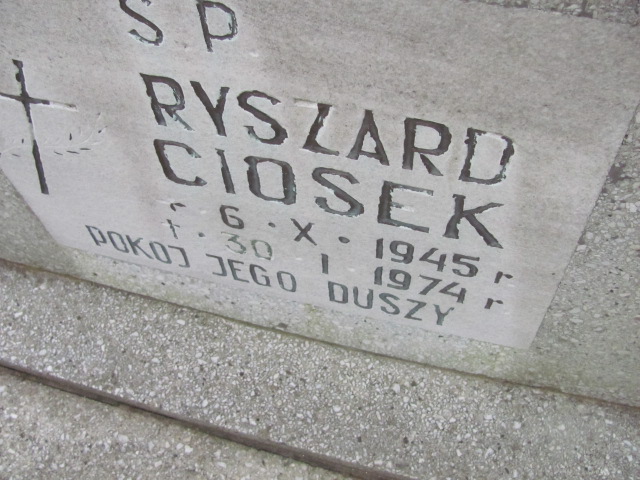 SP
RYSZARD
CIOSEK
* 6 · X · 1945 r
† · 30 I 1974 r
POKOJ JEGO DUSZY